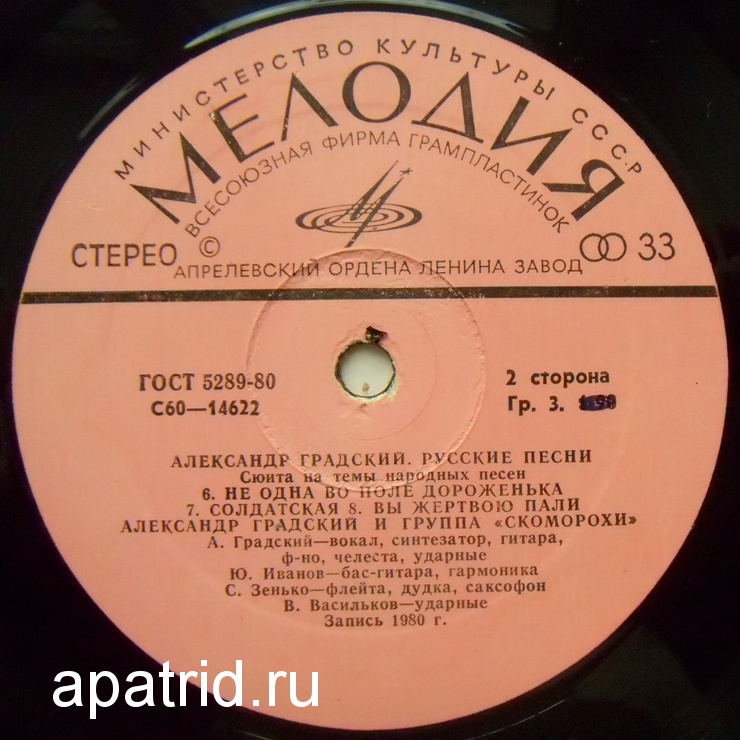 МИНИСТЕРСТВО КУЛЬТУРЫ СССР
МЕЛОДИЯ
ВСЕСОЮЗНАЯ ФИРМА ГРАМПЛАСТИНОК
СТЕРЕО © 33
АПРЕЛЕВСКИЙ ОРДЕНА ЛЕНИНА ЗАВОД
ГОСТ 5289-80 2 сторона
С60—14622 Гр. 3.
АЛЕКСАНДР ГРАДСКИЙ. РУССКИЕ ПЕСНИ
Сюита на темы народных песен
6. НЕ ОДНА ВО ПОЛЕ ДОРОЖЕНЬКА
7. СОЛДАТСКАЯ 8. ВЫ ЖЕРТВОЮ ПАЛИ
АЛЕКСАНДР ГРАДСКИЙ И ГРУППА «СКОМОРОХИ»
А. Градский—вокал, синтезатор, гитара,
ф-но, челеста, ударные
Ю. Иванов—бас-гитара, гармоника
С. Зенько—флейта, дудка, саксофон
В. Васильков—ударные
Запись 1980 г.
apatrid.ru